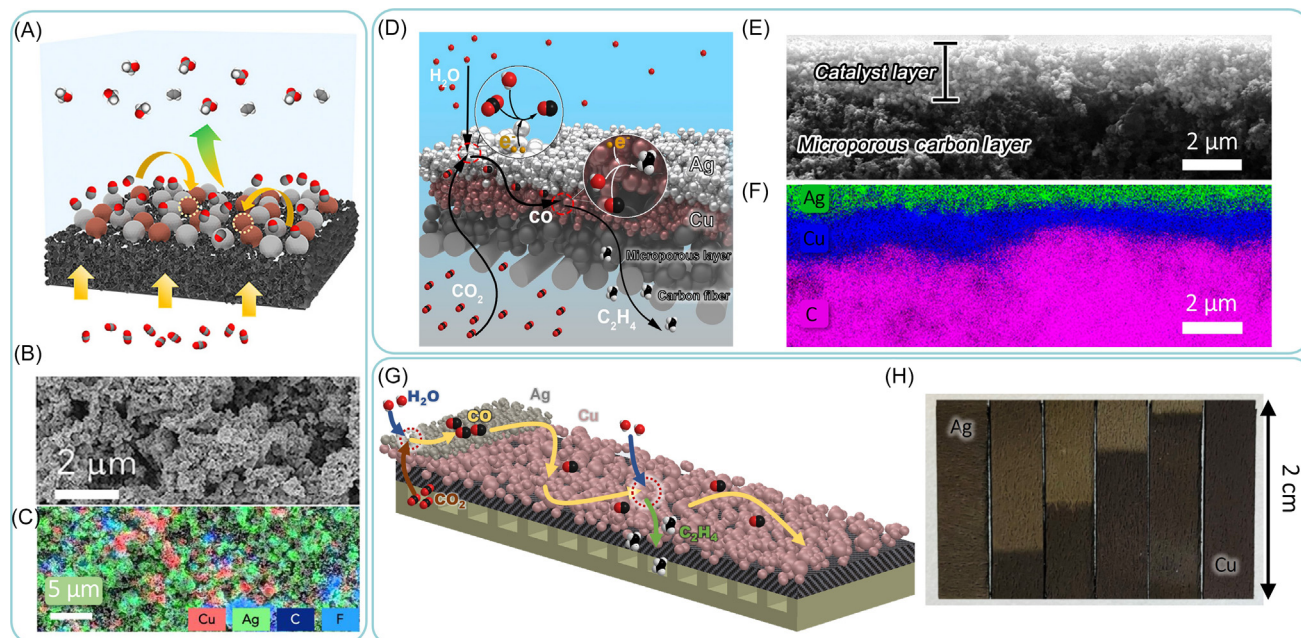 (A)
(B)
2 μm
(C)
5 μm
Cu Ag C F
(D)
H₂O
e⁻
e⁻
Ag
Cu
CO
Microporous layer
Carbon fiber
CO₂
C₂H₄
(E)
Catalyst layer
Microporous carbon layer
2 μm
(F)
Ag
Cu
C
2 μm
(G)
H₂O
Ag
CO
Cu
CO₂
C₂H₄
(H)
Ag
Cu
2 cm